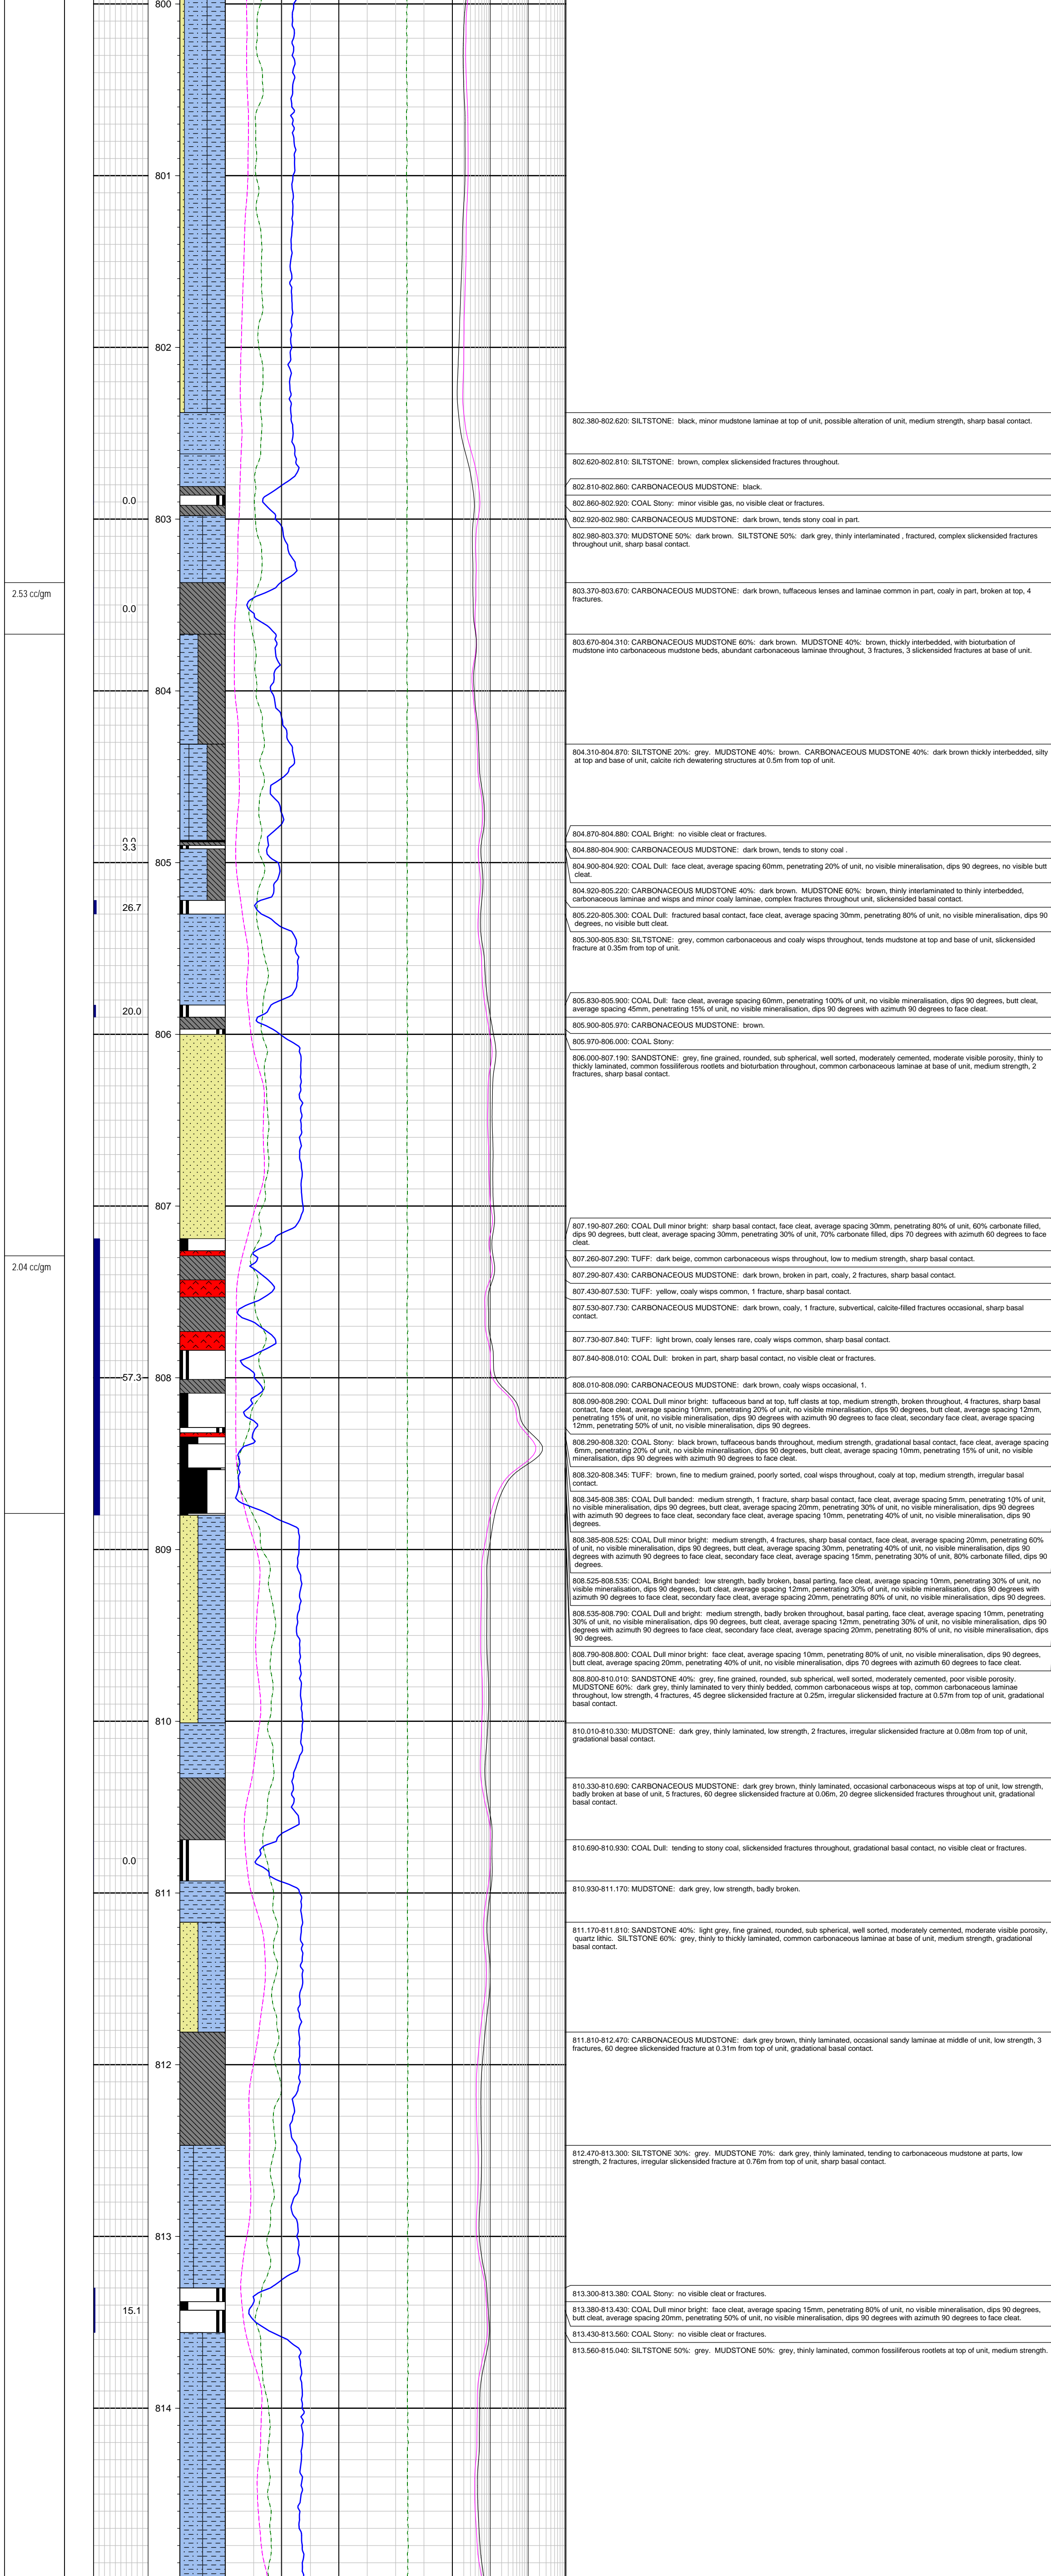 800
801
802
802.380-802.620: SILTSTONE: black, minor mudstone laminae at top of unit, possible alteration of unit, medium strength, sharp basal contact.
802.620-802.810: SILTSTONE: brown, complex slickensided fractures throughout.
802.810-802.860: CARBONACEOUS MUDSTONE: black.
0.0
802.860-802.920: COAL Stony: minor visible gas, no visible cleat or fractures.
803
802.920-802.980: CARBONACEOUS MUDSTONE: dark brown, tends stony coal in part.
802.980-803.370: MUDSTONE 50%: dark brown. SILTSTONE 50%: dark grey, thinly interlaminated , fractured, complex slickensided fractures
throughout unit, sharp basal contact.
2.53 cc/gm
0.0
803.370-803.670: CARBONACEOUS MUDSTONE: dark brown, tuffaceous lenses and laminae common in part, coaly in part, broken at top, 4
fractures.
803.670-804.310: CARBONACEOUS MUDSTONE 60%: dark brown. MUDSTONE 40%: brown, thickly interbedded, with bioturbation of
mudstone into carbonaceous mudstone beds, abundant carbonaceous laminae throughout, 3 fractures, 3 slickensided fractures at base of unit.
804
804.310-804.870: SILTSTONE 20%: grey. MUDSTONE 40%: brown. CARBONACEOUS MUDSTONE 40%: dark brown thickly interbedded, silty
at top and base of unit, calcite rich dewatering structures at 0.5m from top of unit.
804.870-804.880: COAL Bright: no visible cleat or fractures.
0.0
3.3
804.880-804.900: CARBONACEOUS MUDSTONE: dark brown, tends to stony coal .
805
804.900-804.920: COAL Dull: face cleat, average spacing 60mm, penetrating 20% of unit, no visible mineralisation, dips 90 degrees, no visible butt
cleat.
804.920-805.220: CARBONACEOUS MUDSTONE 40%: dark brown. MUDSTONE 60%: brown, thinly interlaminated to thinly interbedded,
carbonaceous laminae and wisps and minor coaly laminae, complex fractures throughout unit, slickensided basal contact.
26.7
805.220-805.300: COAL Dull: fractured basal contact, face cleat, average spacing 30mm, penetrating 80% of unit, no visible mineralisation, dips 90
degrees, no visible butt cleat.
805.300-805.830: SILTSTONE: grey, common carbonaceous and coaly wisps throughout, tends mudstone at top and base of unit, slickensided
fracture at 0.35m from top of unit.
20.0
805.830-805.900: COAL Dull: face cleat, average spacing 60mm, penetrating 100% of unit, no visible mineralisation, dips 90 degrees, butt cleat,
average spacing 45mm, penetrating 15% of unit, no visible mineralisation, dips 90 degrees with azimuth 90 degrees to face cleat.
805.900-805.970: CARBONACEOUS MUDSTONE: brown.
806
805.970-806.000: COAL Stony:
806.000-807.190: SANDSTONE: grey, fine grained, rounded, sub spherical, well sorted, moderately cemented, moderate visible porosity, thinly to
thickly laminated, common fossiliferous rootlets and bioturbation throughout, common carbonaceous laminae at base of unit, medium strength, 2
fractures, sharp basal contact.
807
807.190-807.260: COAL Dull minor bright: sharp basal contact, face cleat, average spacing 30mm, penetrating 80% of unit, 60% carbonate filled,
dips 90 degrees, butt cleat, average spacing 30mm, penetrating 30% of unit, 70% carbonate filled, dips 70 degrees with azimuth 60 degrees to face
cleat.
2.04 cc/gm
807.260-807.290: TUFF: dark beige, common carbonaceous wisps throughout, low to medium strength, sharp basal contact.
807.290-807.430: CARBONACEOUS MUDSTONE: dark brown, broken in part, coaly, 2 fractures, sharp basal contact.
807.430-807.530: TUFF: yellow, coaly wisps common, 1 fracture, sharp basal contact.
807.530-807.730: CARBONACEOUS MUDSTONE: dark brown, coaly, 1 fracture, subvertical, calcite-filled fractures occasional, sharp basal
contact.
807.730-807.840: TUFF: light brown, coaly lenses rare, coaly wisps common, sharp basal contact.
807.840-808.010: COAL Dull: broken in part, sharp basal contact, no visible cleat or fractures.
57.3
808
808.010-808.090: CARBONACEOUS MUDSTONE: dark brown, coaly wisps occasional, 1.
808.090-808.290: COAL Dull minor bright: tuffaceous band at top, tuff clasts at top, medium strength, broken throughout, 4 fractures, sharp basal
contact, face cleat, average spacing 10mm, penetrating 20% of unit, no visible mineralisation, dips 90 degrees, butt cleat, average spacing 12mm,
penetrating 15% of unit, no visible mineralisation, dips 90 degrees with azimuth 90 degrees to face cleat, secondary face cleat, average spacing
12mm, penetrating 50% of unit, no visible mineralisation, dips 90 degrees.
808.290-808.320: COAL Stony: black brown, tuffaceous bands throughout, medium strength, gradational basal contact, face cleat, average spacing
6mm, penetrating 20% of unit, no visible mineralisation, dips 90 degrees, butt cleat, average spacing 10mm, penetrating 15% of unit, no visible
mineralisation, dips 90 degrees with azimuth 90 degrees to face cleat.
808.320-808.345: TUFF: brown, fine to medium grained, poorly sorted, coal wisps throughout, coaly at top, medium strength, irregular basal
contact.
808.345-808.385: COAL Dull banded: medium strength, 1 fracture, sharp basal contact, face cleat, average spacing 5mm, penetrating 10% of unit,
no visible mineralisation, dips 90 degrees, butt cleat, average spacing 20mm, penetrating 30% of unit, no visible mineralisation, dips 90 degrees
with azimuth 90 degrees to face cleat, secondary face cleat, average spacing 10mm, penetrating 40% of unit, no visible mineralisation, dips 90
degrees.
808.385-808.525: COAL Dull minor bright: medium strength, 4 fractures, sharp basal contact, face cleat, average spacing 20mm, penetrating 60%
of unit, no visible mineralisation, dips 90 degrees, butt cleat, average spacing 30mm, penetrating 40% of unit, no visible mineralisation, dips 90
degrees with azimuth 90 degrees to face cleat, secondary face cleat, average spacing 15mm, penetrating 30% of unit, 80% carbonate filled, dips 90
degrees.
809
808.525-808.535: COAL Bright banded: low strength, badly broken, basal parting, face cleat, average spacing 10mm, penetrating 30% of unit, no
visible mineralisation, dips 90 degrees, butt cleat, average spacing 12mm, penetrating 30% of unit, no visible mineralisation, dips 90 degrees with
azimuth 90 degrees to face cleat, secondary face cleat, average spacing 20mm, penetrating 80% of unit, no visible mineralisation, dips 90 degrees.
808.535-808.790: COAL Dull and bright: medium strength, badly broken throughout, basal parting, face cleat, average spacing 10mm, penetrating
30% of unit, no visible mineralisation, dips 90 degrees, butt cleat, average spacing 12mm, penetrating 30% of unit, no visible mineralisation, dips 90
degrees with azimuth 90 degrees to face cleat, secondary face cleat, average spacing 20mm, penetrating 80% of unit, no visible mineralisation, dips
90 degrees.
808.790-808.800: COAL Dull minor bright: face cleat, average spacing 10mm, penetrating 80% of unit, no visible mineralisation, dips 90 degrees,
butt cleat, average spacing 20mm, penetrating 40% of unit, no visible mineralisation, dips 70 degrees with azimuth 60 degrees to face cleat.
808.800-810.010: SANDSTONE 40%: grey, fine grained, rounded, sub spherical, well sorted, moderately cemented, poor visible porosity.
MUDSTONE 60%: dark grey, thinly laminated to very thinly bedded, common carbonaceous wisps at top, common carbonaceous laminae
throughout, low strength, 4 fractures, 45 degree slickensided fracture at 0.25m, irregular slickensided fracture at 0.57m from top of unit, gradational
basal contact.
810
810.010-810.330: MUDSTONE: dark grey, thinly laminated, low strength, 2 fractures, irregular slickensided fracture at 0.08m from top of unit,
gradational basal contact.
810.330-810.690: CARBONACEOUS MUDSTONE: dark grey brown, thinly laminated, occasional carbonaceous wisps at top of unit, low strength,
badly broken at base of unit, 5 fractures, 60 degree slickensided fracture at 0.06m, 20 degree slickensided fractures throughout unit, gradational
basal contact.
810.690-810.930: COAL Dull: tending to stony coal, slickensided fractures throughout, gradational basal contact, no visible cleat or fractures.
0.0
810.930-811.170: MUDSTONE: dark grey, low strength, badly broken.
811
811.170-811.810: SANDSTONE 40%: light grey, fine grained, rounded, sub spherical, well sorted, moderately cemented, moderate visible porosity,
quartz lithic. SILTSTONE 60%: grey, thinly to thickly laminated, common carbonaceous laminae at base of unit, medium strength, gradational
basal contact.
811.810-812.470: CARBONACEOUS MUDSTONE: dark grey brown, thinly laminated, occasional sandy laminae at middle of unit, low strength, 3
fractures, 60 degree slickensided fracture at 0.31m from top of unit, gradational basal contact.
812
812.470-813.300: SILTSTONE 30%: grey. MUDSTONE 70%: dark grey, thinly laminated, tending to carbonaceous mudstone at parts, low
strength, 2 fractures, irregular slickensided fracture at 0.76m from top of unit, sharp basal contact.
813
813.300-813.380: COAL Stony: no visible cleat or fractures.
15.1
813.380-813.430: COAL Dull minor bright: face cleat, average spacing 15mm, penetrating 80% of unit, no visible mineralisation, dips 90 degrees,
butt cleat, average spacing 20mm, penetrating 50% of unit, no visible mineralisation, dips 90 degrees with azimuth 90 degrees to face cleat.
813.430-813.560: COAL Stony: no visible cleat or fractures.
813.560-815.040: SILTSTONE 50%: grey. MUDSTONE 50%: grey, thinly laminated, common fossiliferous rootlets at top of unit, medium strength.
814